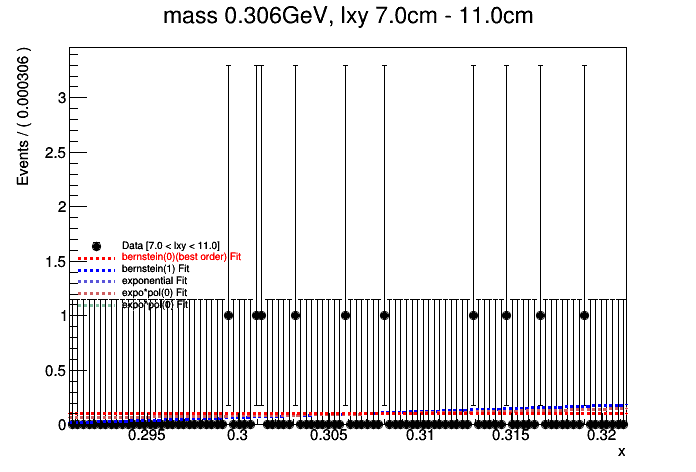 mass 0.306GeV, lxy 7.0cm - 11.0cm
Events / ( 0.000306 )
3
2.5
2
1.5
1
0.5
0
Data [7.0 < lxy < 11.0]
bernstein(0)(best order) Fit
bernstein(1) Fit
exponential Fit
expo*pol(0) Fit
expo*pol(0) Fit
0.295
0.3
0.305
0.31
0.315
0.32
x